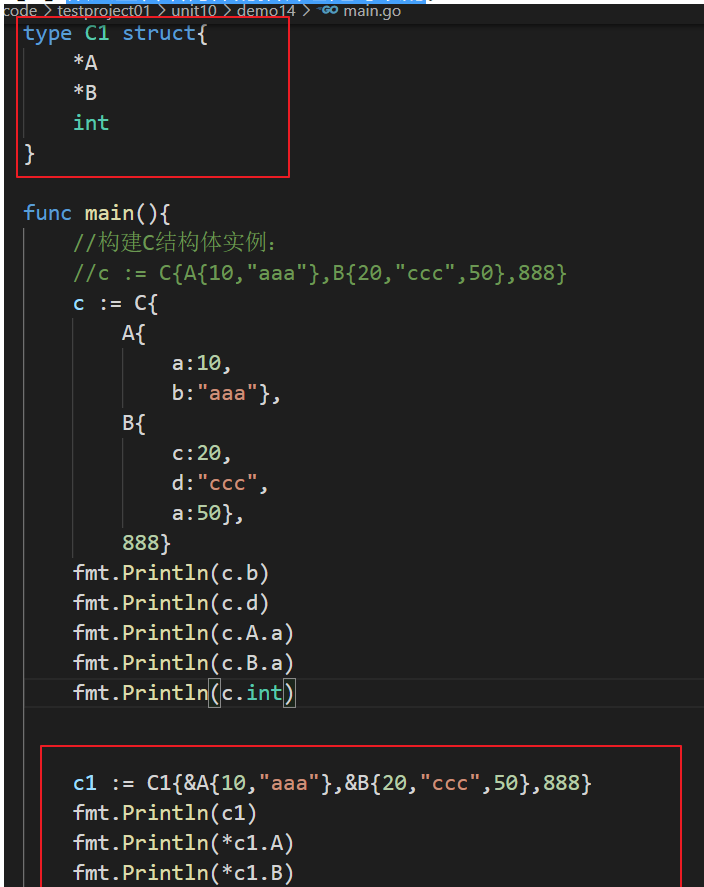 code > testproject01 > unit10 > demo14 > main.go
type C1 struct{
    *A
    *B
    int
}
func main(){
    //构建C结构体实例：
    //c := C{A{10,"aaa"},B{20,"ccc",50},888}
    c := C{
        A{
            a:10,
            b:"aaa"},
        B{
            c:20,
            d:"ccc",
            a:50},
        888}
    fmt.Println(c.b)
    fmt.Println(c.d)
    fmt.Println(c.A.a)
    fmt.Println(c.B.a)
    fmt.Println(c.int)
    c1 := C1{&A{10,"aaa"},&B{20,"ccc",50},888}
    fmt.Println(c1)
    fmt.Println(*c1.A)
    fmt.Println(*c1.B)